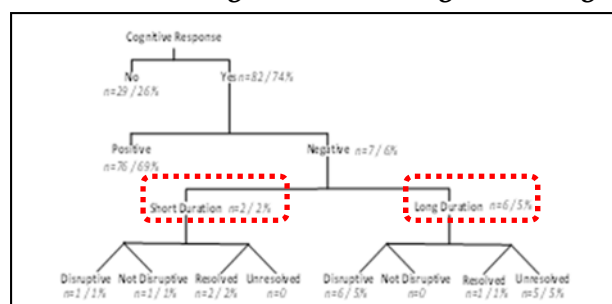 Cognitive Response
No
n=29 / 26%
Yes n=82 / 74%
Positive
n=76 / 69%
Negative n=7 / 6%
Short Duration n=2 / 2%
Long Duration n=6 / 5%
Disruptive
n=1 / 1%
Not Disruptive
n=1 / 1%
Resolved
n=2 / 2%
Unresolved
n=0
Disruptive
n=6 / 5%
Not Disruptive
n=0
Resolved
n=1 / 1%
Unresolved
n=5 / 5%